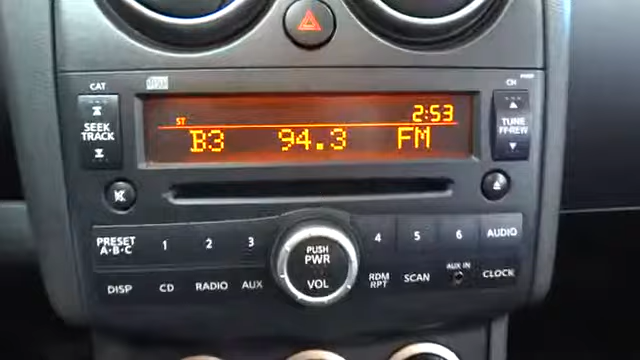 CAT
CH
SEEK
TRACK
ST
2:53
B3 94.3 FM
TUNE
FF·REW
PRESET
A·B·C
1 2 3
PUSH
PWR
VOL
4 5 6
AUDIO
DISP
CD
RADIO
AUX
RDM
RPT
SCAN
AUX IN
CLOCK